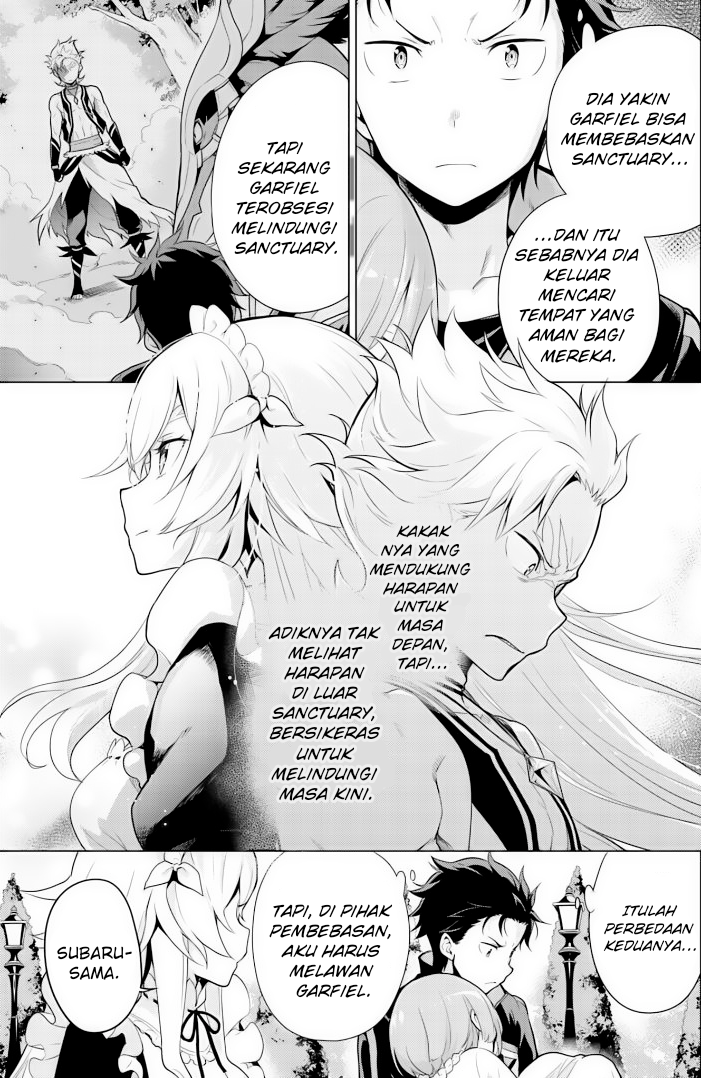 DIA YAKIN
GARFIEL BISA
MEMBEBASKAN
SANCTUARY...
...DAN ITU
SEBABNYA DIA
KELUAR
MENCARI
TEMPAT YANG
AMAN BAGI
MEREKA.
TAPI
SEKARANG
GARFIEL
TEROBSESI
MELINDUNGI
SANCTUARY.
KAKAK
NYA YANG
MENDUKUNG
HARAPAN
UNTUK
MASA
DEPAN,
TAPI...
ADIKNYA TAK
MELIHAT
HARAPAN
DI LUAR
SANCTUARY,
BERSIKERAS
UNTUK
MELINDUNGI
MASA KINI.
ITULAH
PERBEDAAN
KEDUANYA...
TAPI, DI PIHAK
PEMBEBASAN,
AKU HARUS
MELAWAN
GARFIEL.
SUBARU-
SAMA.